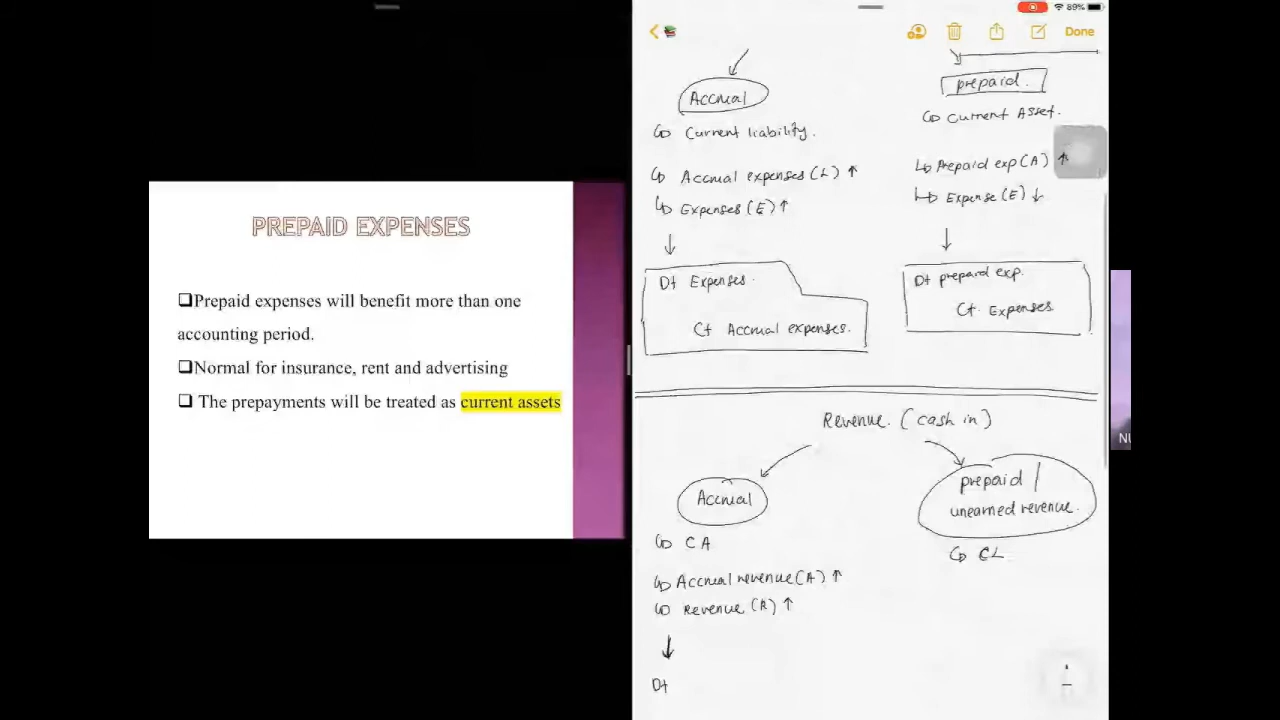 PREPAID EXPENSES
❑Prepaid expenses will benefit more than one
accounting period.
❑Normal for insurance, rent and advertising
❑ The prepayments will be treated as current assets
89%
Done
Accrual
↳ Current liability.
↳ Accrual expenses (L) ↑
↳ Expenses (E) ↑
↓
Dt Expenses.
Ct Accrual expenses.
prepaid.
↳ Current Asset.
↳ Prepaid exp (A) ↑
↳ Expense (E) ↓
↓
Dt prepaid exp.
Ct Expenses
Revenue. (cash in)
Accrual
↳ CA
↳ Accrual revenue (A) ↑
↳ Revenue (R) ↑
↓
Dt
prepaid /
unearned revenue.
↳ CL
NU